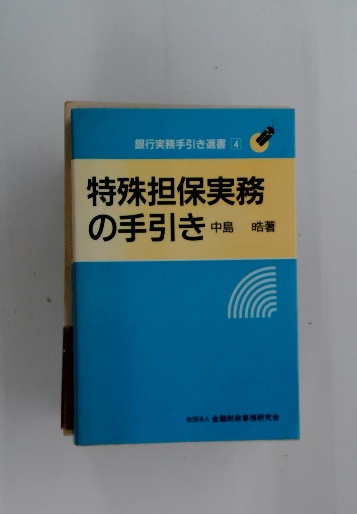 銀行実務手引き選書 4
特殊担保実務
の手引き 中島 晧著
社団法人 金融財政事情研究会